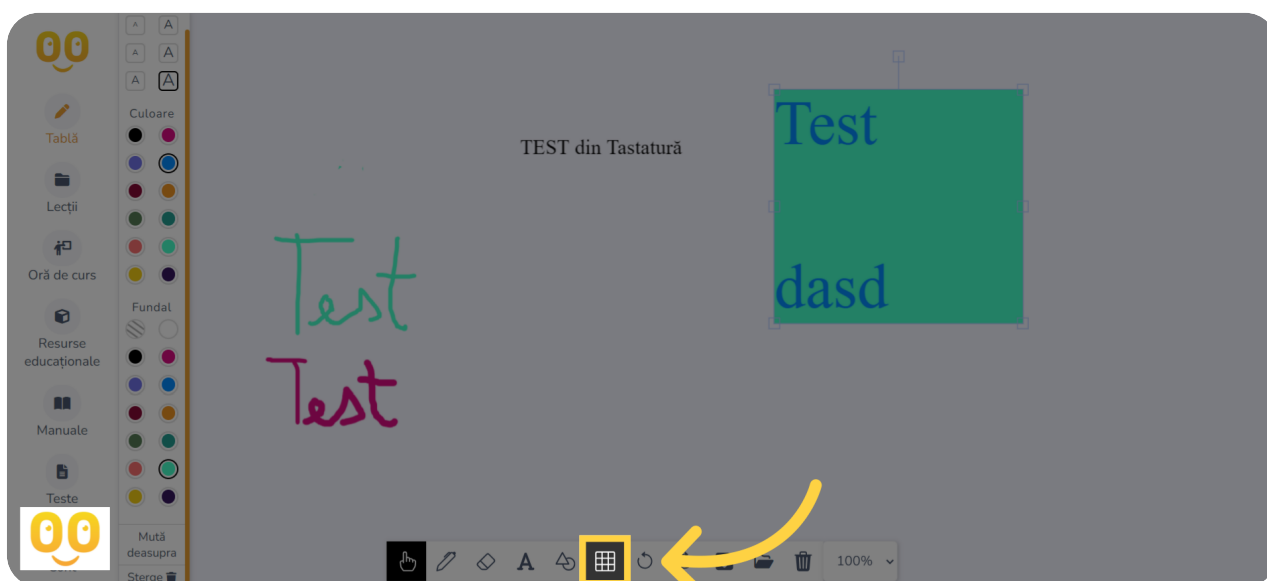 A A
A A
A A
Culoare
Fundal
Mută
deasupra
Șterge
Tablă
Lecții
Oră de curs
Resurse
educaționale
Manuale
Teste
TEST din Tastatură
Test
dasd
Test
Test
A
100%